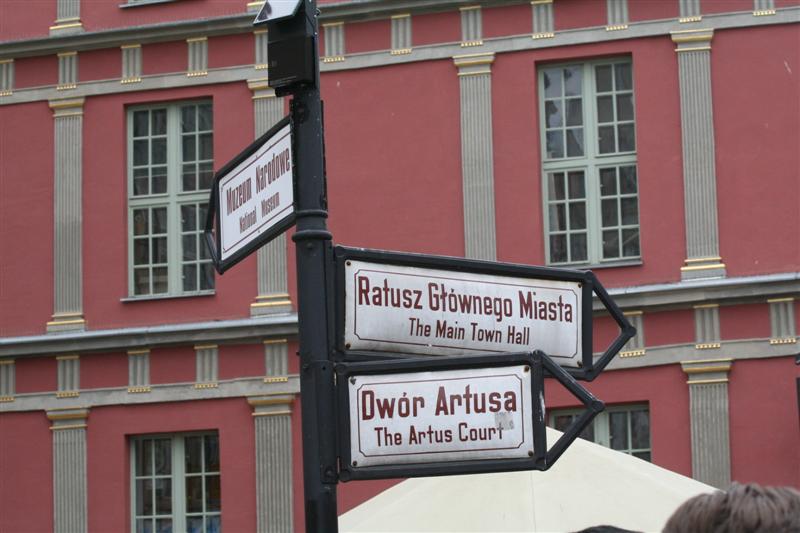 Muzeum Narodowe
National Museum
Ratusz Głównego Miasta
The Main Town Hall
Dwór Artusa
The Artus Court